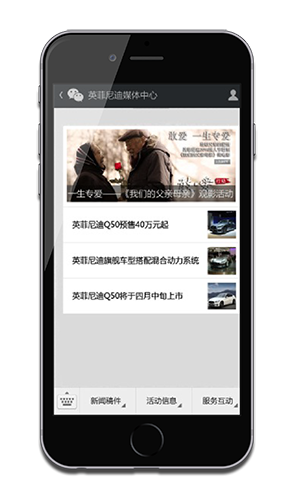 英菲尼迪媒体中心
敢爱 一生专爱
一生专爱——《我们的父亲母亲》观影活动
英菲尼迪Q50预售40万元起
英菲尼迪旗舰车型搭配混合动力系统
英菲尼迪Q50将于四月中旬上市
新闻稿件
活动信息
服务互动